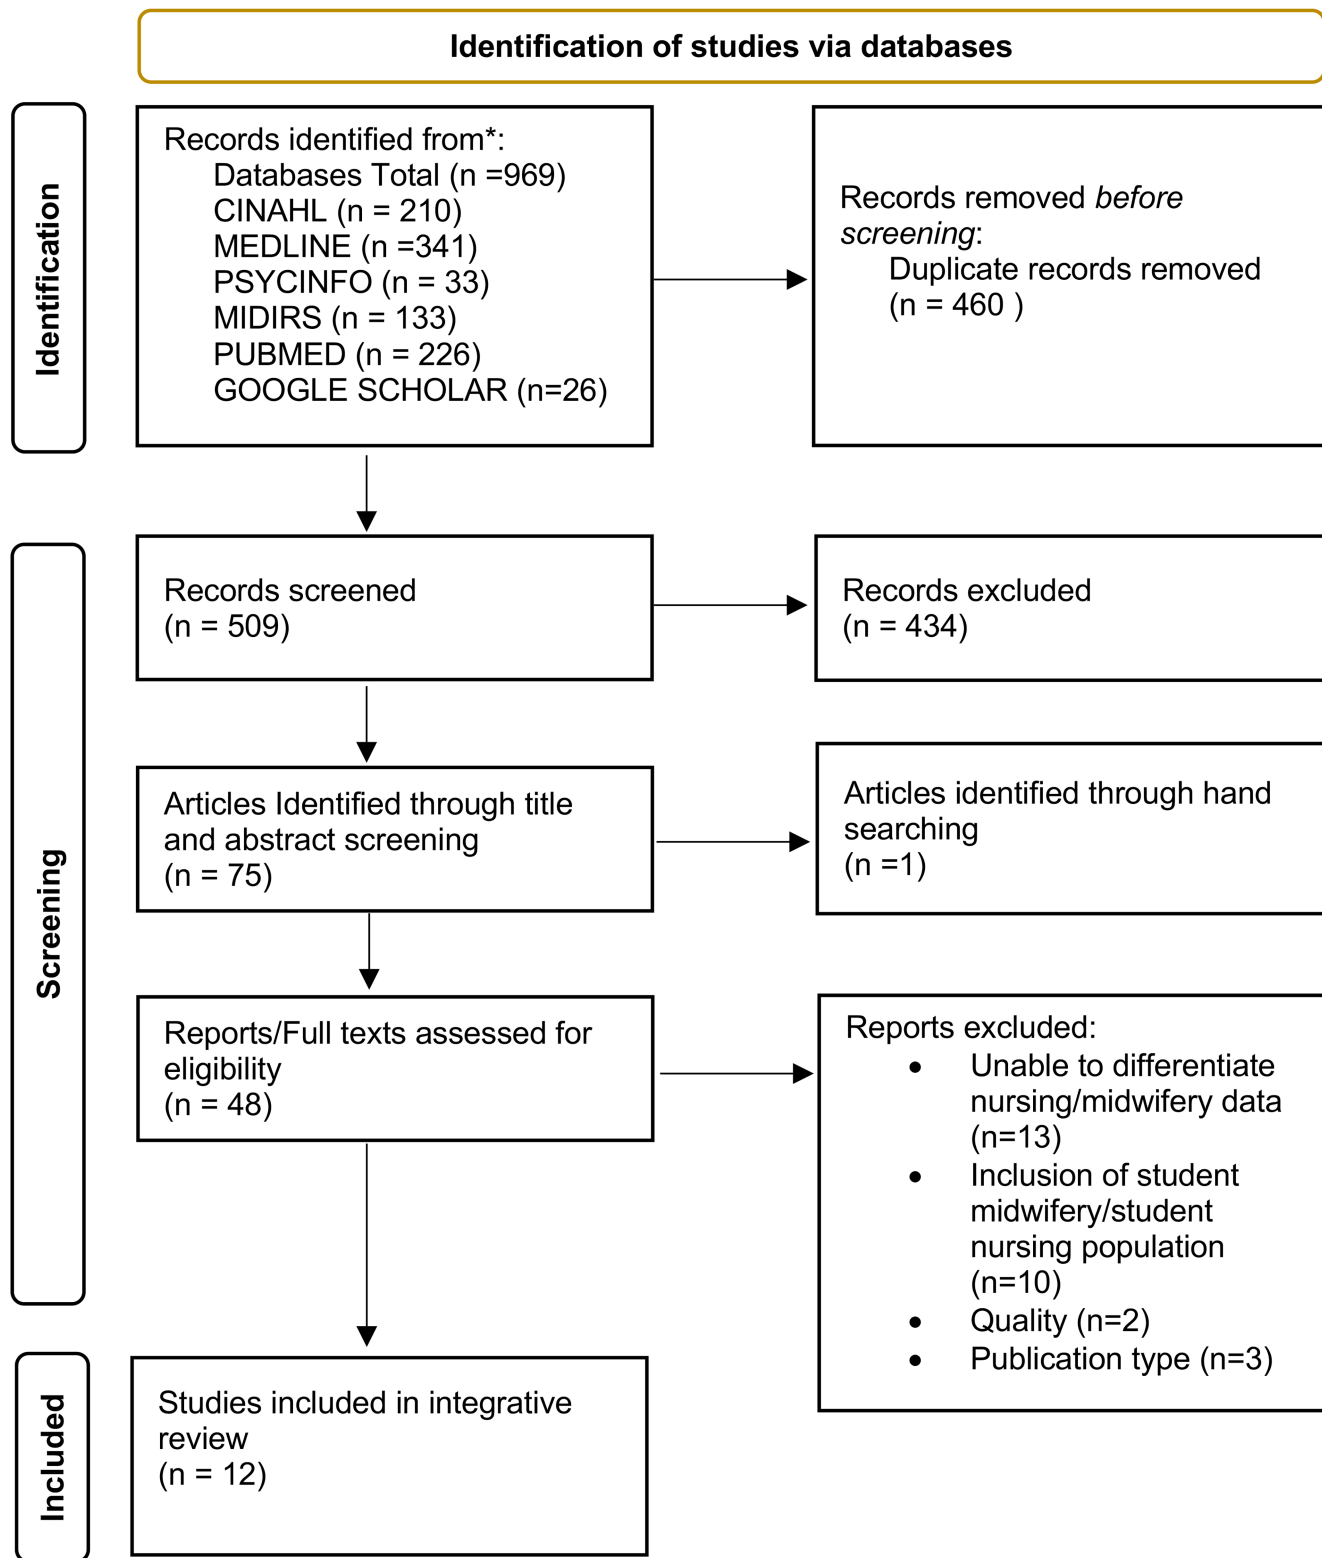 Identification of studies via databases
Identification
Records identified from*:
Databases Total (n =969)
CINAHL (n = 210)
MEDLINE (n =341)
PSYCINFO (n = 33)
MIDIRS (n = 133)
PUBMED (n = 226)
GOOGLE SCHOLAR (n=26)
Records removed before
screening:
Duplicate records removed
(n = 460 )
Screening
Records screened
(n = 509)
Records excluded
(n = 434)
Articles Identified through title
and abstract screening
(n = 75)
Articles identified through hand
searching
(n =1)
Reports/Full texts assessed for
eligibility
(n = 48)
Reports excluded:
• Unable to differentiate
nursing/midwifery data
(n=13)
• Inclusion of student
midwifery/student
nursing population
(n=10)
• Quality (n=2)
• Publication type (n=3)
Included
Studies included in integrative
review
(n = 12)